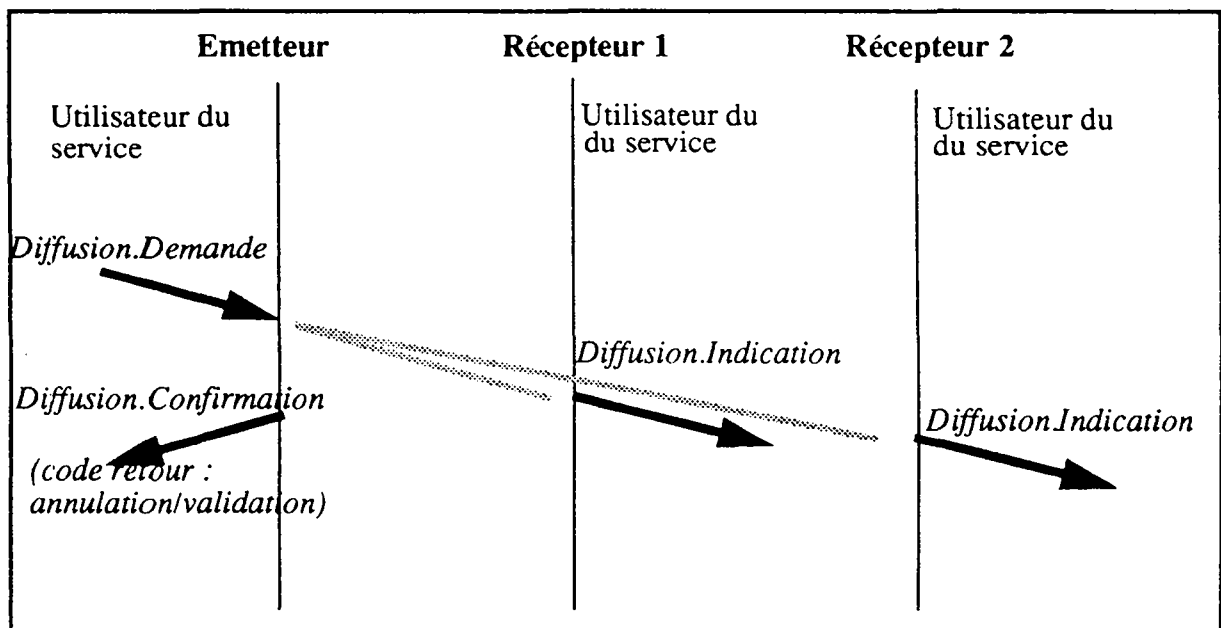 Emetteur
Récepteur 1
Récepteur 2
Utilisateur du
service
Utilisateur du
du service
Utilisateur du
du service
Diffusion.Demande
Diffusion.Indication
Diffusion.Confirmation
Diffusion.Indication
(code retour :
annulation/validation)